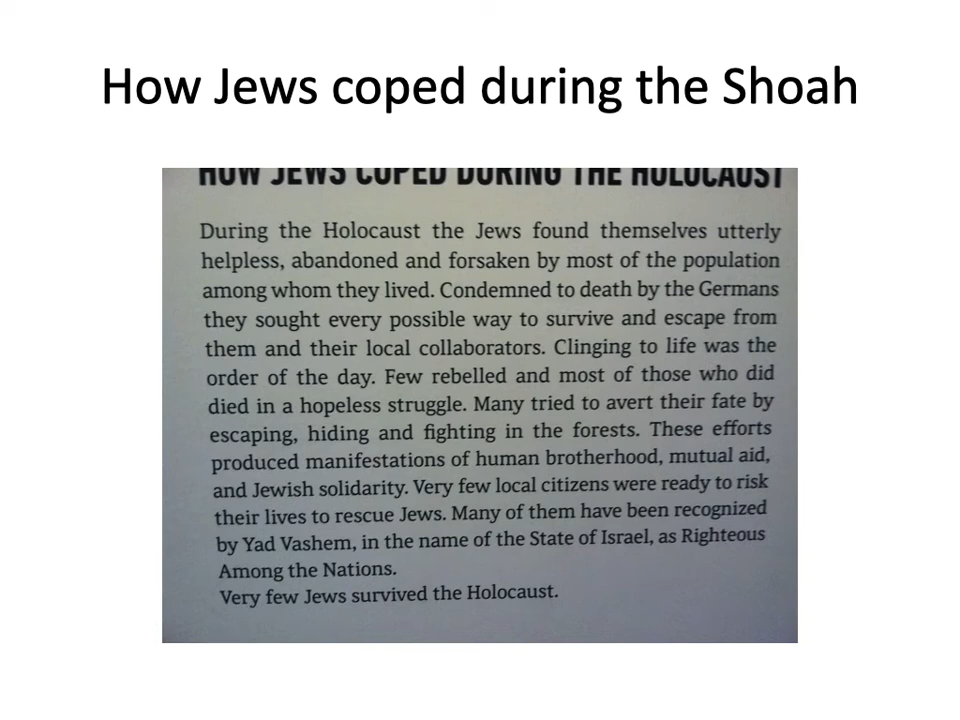 How Jews coped during the Shoah
HOW JEWS COPED DURING THE HOLOCAUST
During the Holocaust the Jews found themselves utterly
helpless, abandoned and forsaken by most of the population
among whom they lived. Condemned to death by the Germans
they sought every possible way to survive and escape from
them and their local collaborators. Clinging to life was the
order of the day. Few rebelled and most of those who did
died in a hopeless struggle. Many tried to avert their fate by
escaping, hiding and fighting in the forests. These efforts
produced manifestations of human brotherhood, mutual aid,
and Jewish solidarity. Very few local citizens were ready to risk
their lives to rescue Jews. Many of them have been recognized
by Yad Vashem, in the name of the State of Israel, as Righteous
Among the Nations.
Very few Jews survived the Holocaust.